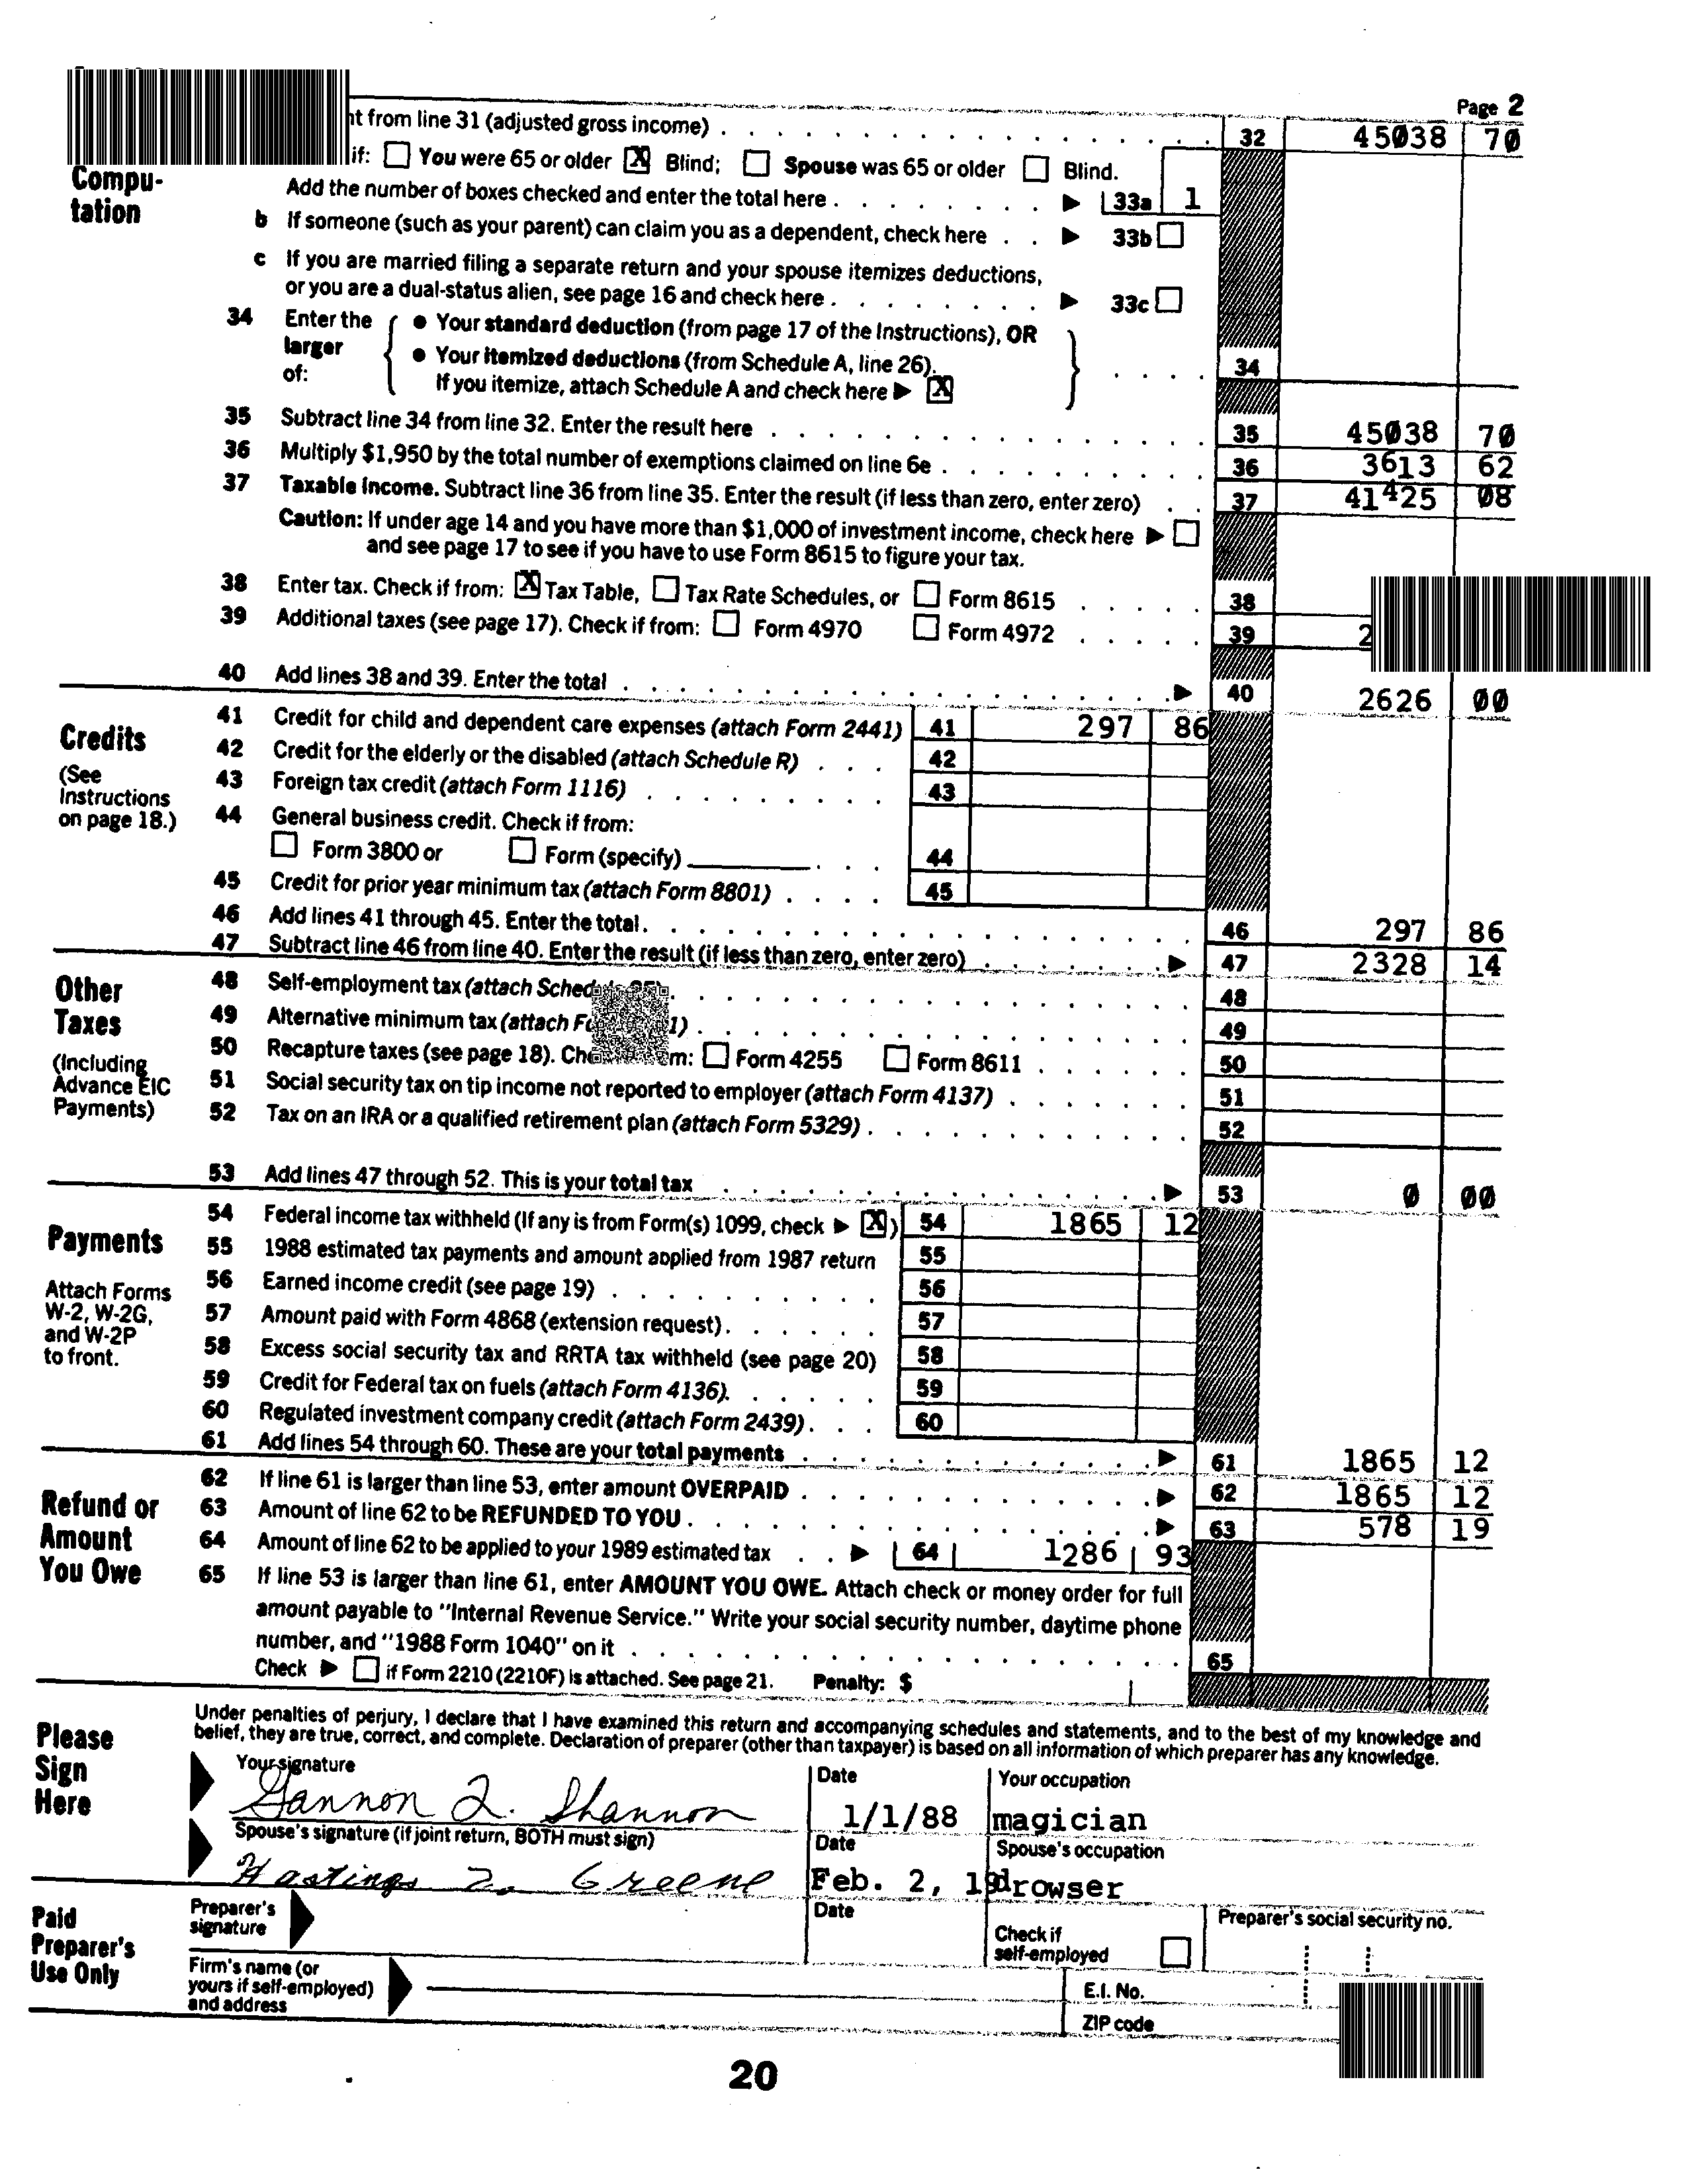 Page 2
nt from line 31 (adjusted gross income) . . . . . . . . . . . . . . . 32 45038 70
if: You were 65 or older X Blind; Spouse was 65 or older Blind.
Compu-
tation
Add the number of boxes checked and enter the total here . . . . . . . . 33a 1
b If someone (such as your parent) can claim you as a dependent, check here . . 33b
c If you are married filing a separate return and your spouse itemizes deductions,
or you are a dual-status alien, see page 16 and check here . . . . . . . . 33c
34 Enter the larger of: { ● Your standard deduction (from page 17 of the Instructions), OR
● Your itemized deductions (from Schedule A, line 26).
If you itemize, attach Schedule A and check here ▶ X } . . . . 34
35 Subtract line 34 from line 32. Enter the result here . . . . . . . . . . . . . . 35 45038 70
36 Multiply $1,950 by the total number of exemptions claimed on line 6e . . . . . . . . . 36 3613 62
37 Taxable income. Subtract line 36 from line 35. Enter the result (if less than zero, enter zero) . . 37 41425 08
Caution: If under age 14 and you have more than $1,000 of investment income, check here ▶
and see page 17 to see if you have to use Form 8615 to figure your tax.
38 Enter tax. Check if from: X Tax Table, Tax Rate Schedules, or Form 8615 . . . . . 38
39 Additional taxes (see page 17). Check if from: Form 4970 Form 4972 . . . . . 39 2
40 Add lines 38 and 39. Enter the total . . . . . . . . . . . . . . . . . ▶ 40 2626 00
Credits
(See
Instructions
on page 18.)
41 Credit for child and dependent care expenses (attach Form 2441) 41 297 86
42 Credit for the elderly or the disabled (attach Schedule R) . . . 42
43 Foreign tax credit (attach Form 1116) . . . . . . . . . 43
44 General business credit. Check if from:
Form 3800 or Form (specify) . . . 44
45 Credit for prior year minimum tax (attach Form 8801) . . . . 45
46 Add lines 41 through 45. Enter the total . . . . . . . . . . . . . . . . . 46 297 86
47 Subtract line 46 from line 40. Enter the result (if less than zero, enter zero) . . . . . . ▶ 47 2328 14
Other
Taxes
(Including
Advance EIC
Payments)
48 Self-employment tax (attach . . . . . . . . . . . . . . . . 48
49 Alternative minimum tax (attach 1) . . . . . . . . . . . . . . . 49
50 Recapture taxes (see page 18). m: Form 4255 Form 8611 . . . . . . 50
51 Social security tax on tip income not reported to employer (attach Form 4137) . . . . . . . 51
52 Tax on an IRA or a qualified retirement plan (attach Form 5329) . . . . . . . . . . . 52
53 Add lines 47 through 52. This is your total tax . . . . . . . . . . . . . . ▶ 53 0 00
Payments
Attach Forms
W-2, W-2G,
and W-2P
to front.
54 Federal income tax withheld (If any is from Form(s) 1099, check ▶ X ) 54 1865 12
55 1988 estimated tax payments and amount applied from 1987 return 55
56 Earned income credit (see page 19) . . . . . . . . . . 56
57 Amount paid with Form 4868 (extension request) . . . . . . 57
58 Excess social security tax and RRTA tax withheld (see page 20) 58
59 Credit for Federal tax on fuels (attach Form 4136) . . . . . 59
60 Regulated investment company credit (attach Form 2439) . . . 60
61 Add lines 54 through 60. These are your total payments . . . . . . . . . . . . ▶ 61 1865 12
Refund or
Amount
You Owe
62 If line 61 is larger than line 53, enter amount OVERPAID . . . . . . . . . . . . ▶ 62 1865 12
63 Amount of line 62 to be REFUNDED TO YOU . . . . . . . . . . . . . . . . ▶ 63 578 19
64 Amount of line 62 to be applied to your 1989 estimated tax . . ▶ 64 1286 93
65 If line 53 is larger than line 61, enter AMOUNT YOU OWE. Attach check or money order for full
amount payable to "Internal Revenue Service." Write your social security number, daytime phone
number, and "1988 Form 1040" on it . . . . . . . . . . . . . . . . . 65
Check ▶ if Form 2210 (2210F) is attached. See page 21. Penalty: $
Please
Sign
Here
Under penalties of perjury, I declare that I have examined this return and accompanying schedules and statements, and to the best of my knowledge and
belief, they are true, correct, and complete. Declaration of preparer (other than taxpayer) is based on all information of which preparer has any knowledge.
Your signature Date Your occupation
Gannon Q. Shannon 1/1/88 magician
Spouse's signature (if joint return, BOTH must sign) Date Spouse's occupation
Hastings Z. Greene Feb. 2, drowser
Paid
Preparer's
Use Only
Preparer's
signature
Date
Check if
self-employed
Preparer's social security no.
Firm's name (or
yours if self-employed)
and address
E.I. No.
ZIP code
20